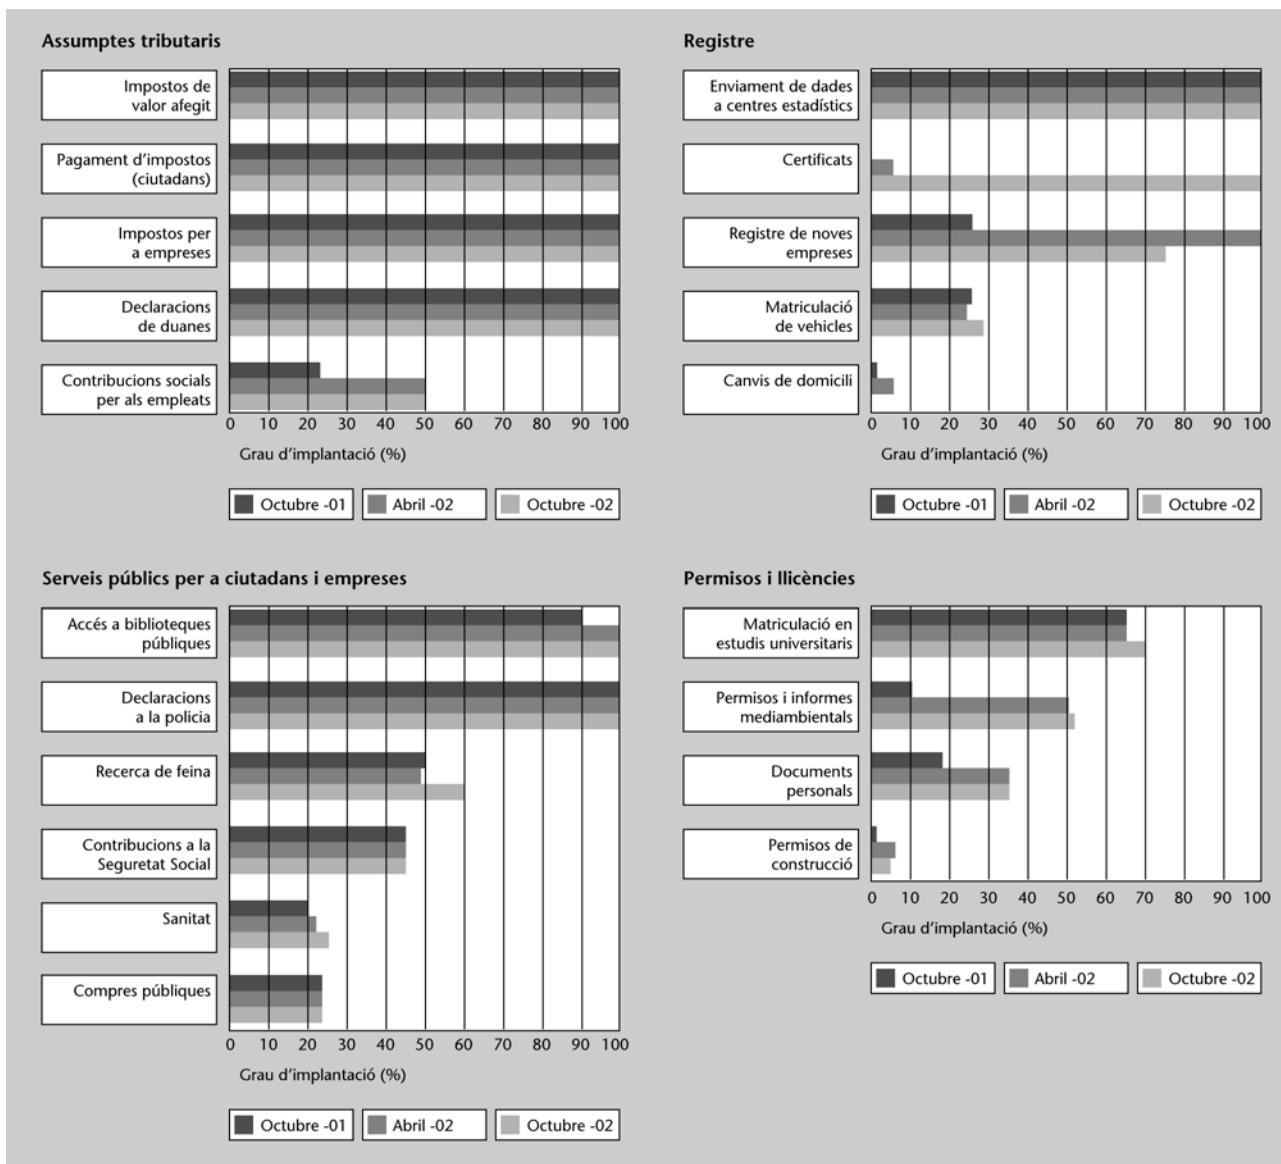 Assumptes tributaris
Impostos de
valor afegit
Pagament d'impostos
(ciutadans)
Impostos per
a empreses
Declaracions
de duanes
Contribucions socials
per als empleats
0 10 20 30 40 50 60 70 80 90 100
Grau d'implantació (%)
Octubre -01 Abril -02 Octubre -02
Registre
Enviament de dades
a centres estadístics
Certificats
Registre de noves
empreses
Matriculació
de vehicles
Canvis de domicili
0 10 20 30 40 50 60 70 80 90 100
Grau d'implantació (%)
Octubre -01 Abril -02 Octubre -02
Serveis públics per a ciutadans i empreses
Accés a biblioteques
públiques
Declaracions
a la policia
Recerca de feina
Contribucions a la
Seguretat Social
Sanitat
Compres públiques
0 10 20 30 40 50 60 70 80 90 100
Grau d'implantació (%)
Octubre -01 Abril -02 Octubre -02
Permisos i llicències
Matriculació en
estudis universitaris
Permisos i informes
mediambientals
Documents
personals
Permisos de
construcció
0 10 20 30 40 50 60 70 80 90 100
Grau d'implantació (%)
Octubre -01 Abril -02 Octubre -02